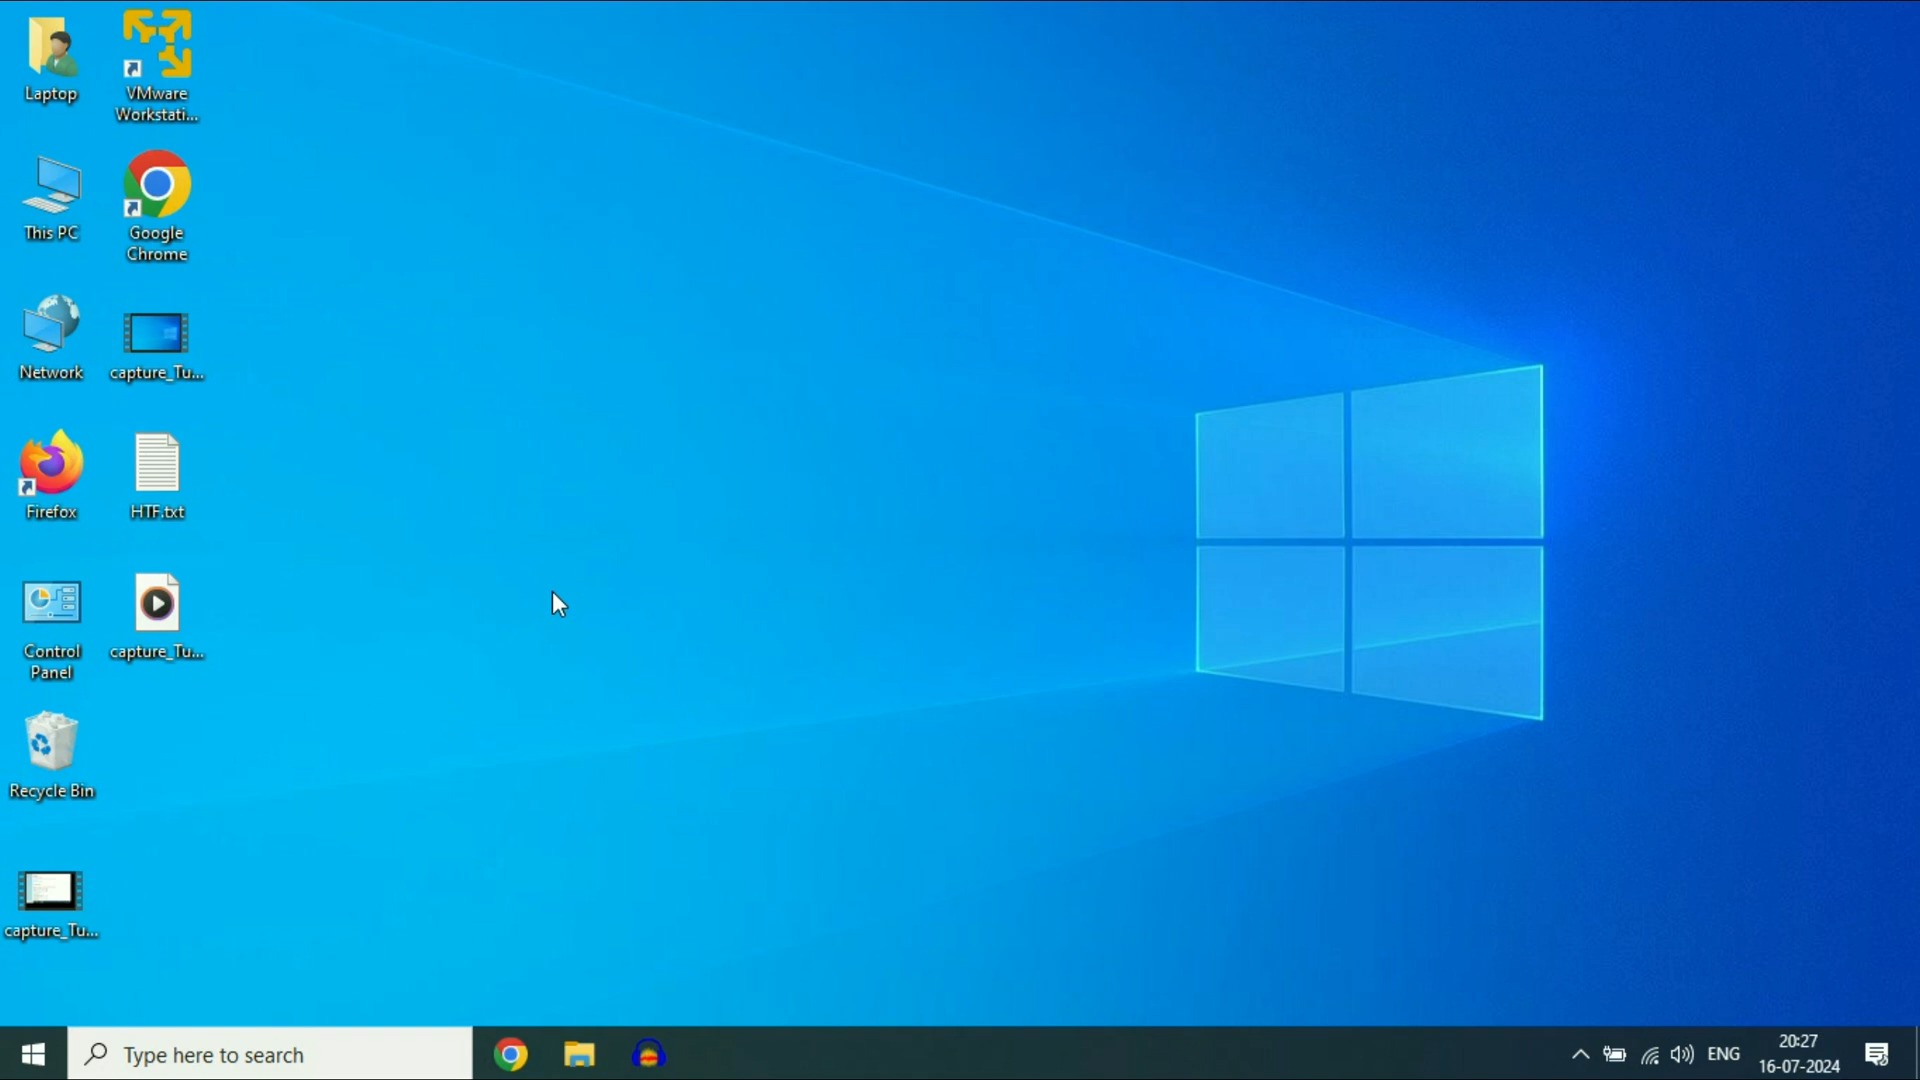 Laptop
VMware
Workstati...
This PC
Google
Chrome
Network
capture_Tu...
Firefox
HTF.txt
Control
Panel
capture_Tu...
Recycle Bin
capture_Tu...
Type here to search
ENG
20:27
16-07-2024